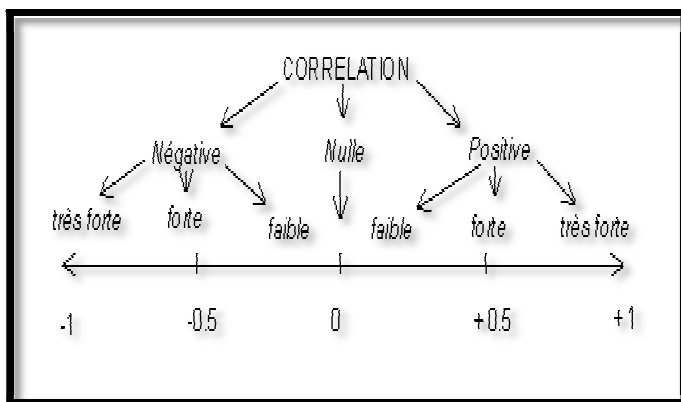 CORRELATION
Négative Nulle Positive
très forte forte faible faible forte très forte
-1 -0.5 0 +0.5 +1